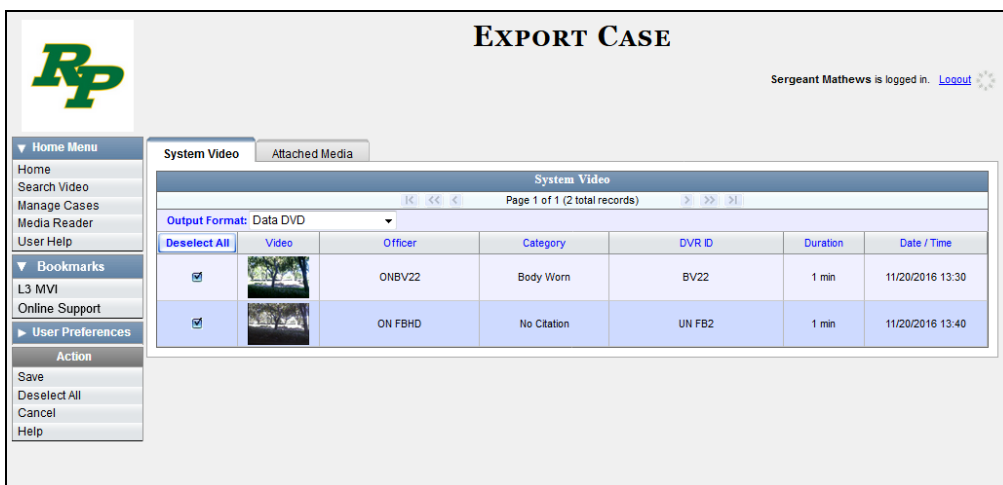 EXPORT CASE
RP
Sergeant Mathews is logged in. Logout
▼ Home Menu
Home
Search Video
Manage Cases
Media Reader
User Help
▼ Bookmarks
L3 MVI
Online Support
► User Preferences
Action
Save
Deselect All
Cancel
Help
System Video
Attached Media
System Video
|< << < Page 1 of 1 (2 total records) > >> >|
Output Format: Data DVD
Deselect All Video Officer Category DVR ID Duration Date / Time
ONBV22 Body Worn BV22 1 min 11/20/2016 13:30
ON FBHD No Citation UN FB2 1 min 11/20/2016 13:40